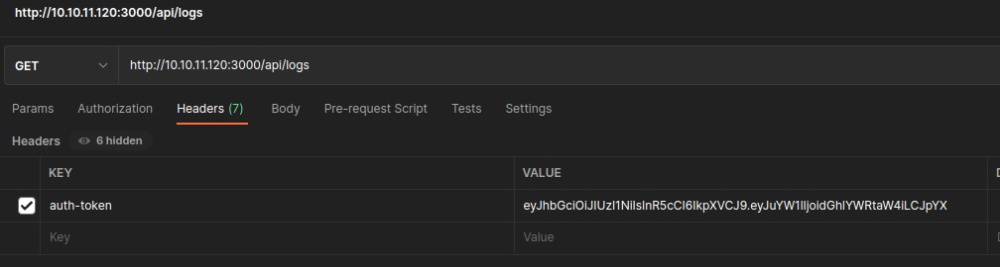 http://10.10.11.120:3000/api/logs
GET http://10.10.11.120:3000/api/logs
Params Authorization Headers (7) Body Pre-request Script Tests Settings
Headers 6 hidden
KEY VALUE D
auth-token eyJhbGciOiJIUzI1NiIsInR5cCI6IkpXVCJ9.eyJuYW1lIjoidGhlYWRtaW4iLCJpYX
Key Value D